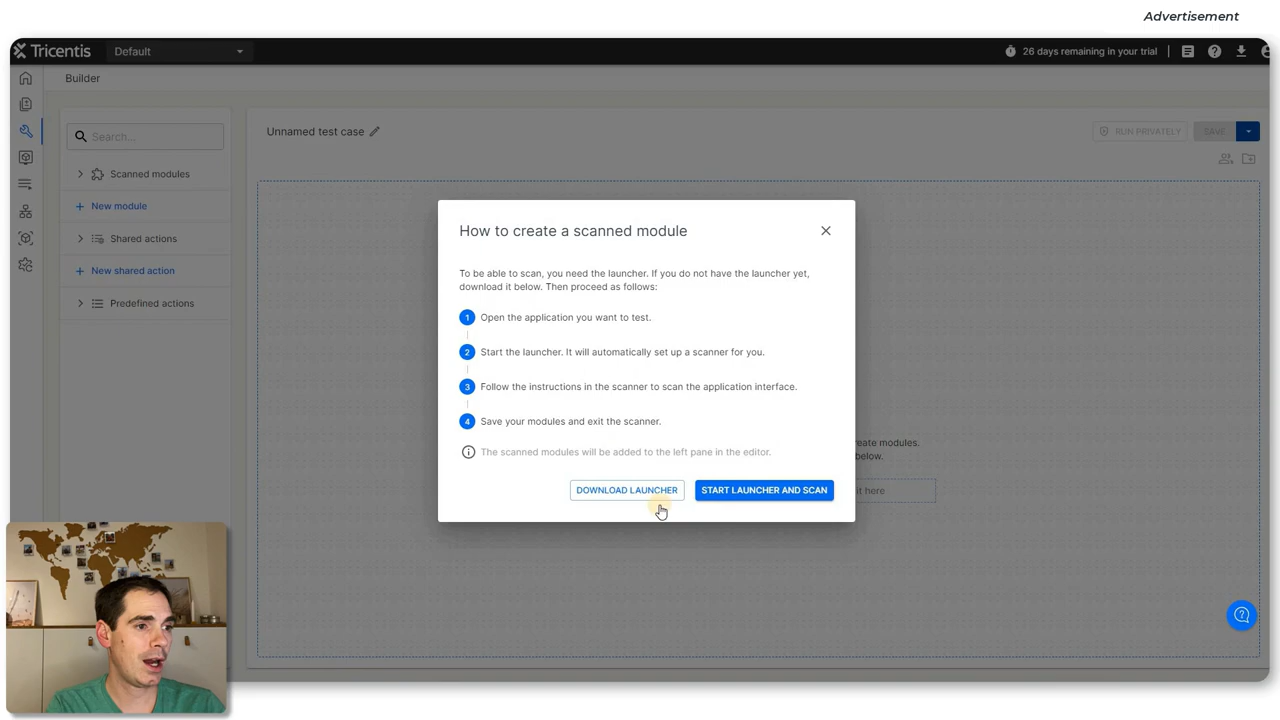 Advertisement
Tricentis
Default
26 days remaining in your trial
Builder
Search...
Unnamed test case
RUN PRIVATELY
SAVE
Scanned modules
New module
Shared actions
New shared action
Predefined actions
How to create a scanned module
To be able to scan, you need the launcher. If you do not have the launcher yet,
download it below. Then proceed as follows:
1 Open the application you want to test.
2 Start the launcher. It will automatically set up a scanner for you.
3 Follow the instructions in the scanner to scan the application interface.
4 Save your modules and exit the scanner.
The scanned modules will be added to the left pane in the editor.
DOWNLOAD LAUNCHER
START LAUNCHER AND SCAN
eate modules.
below.
it here